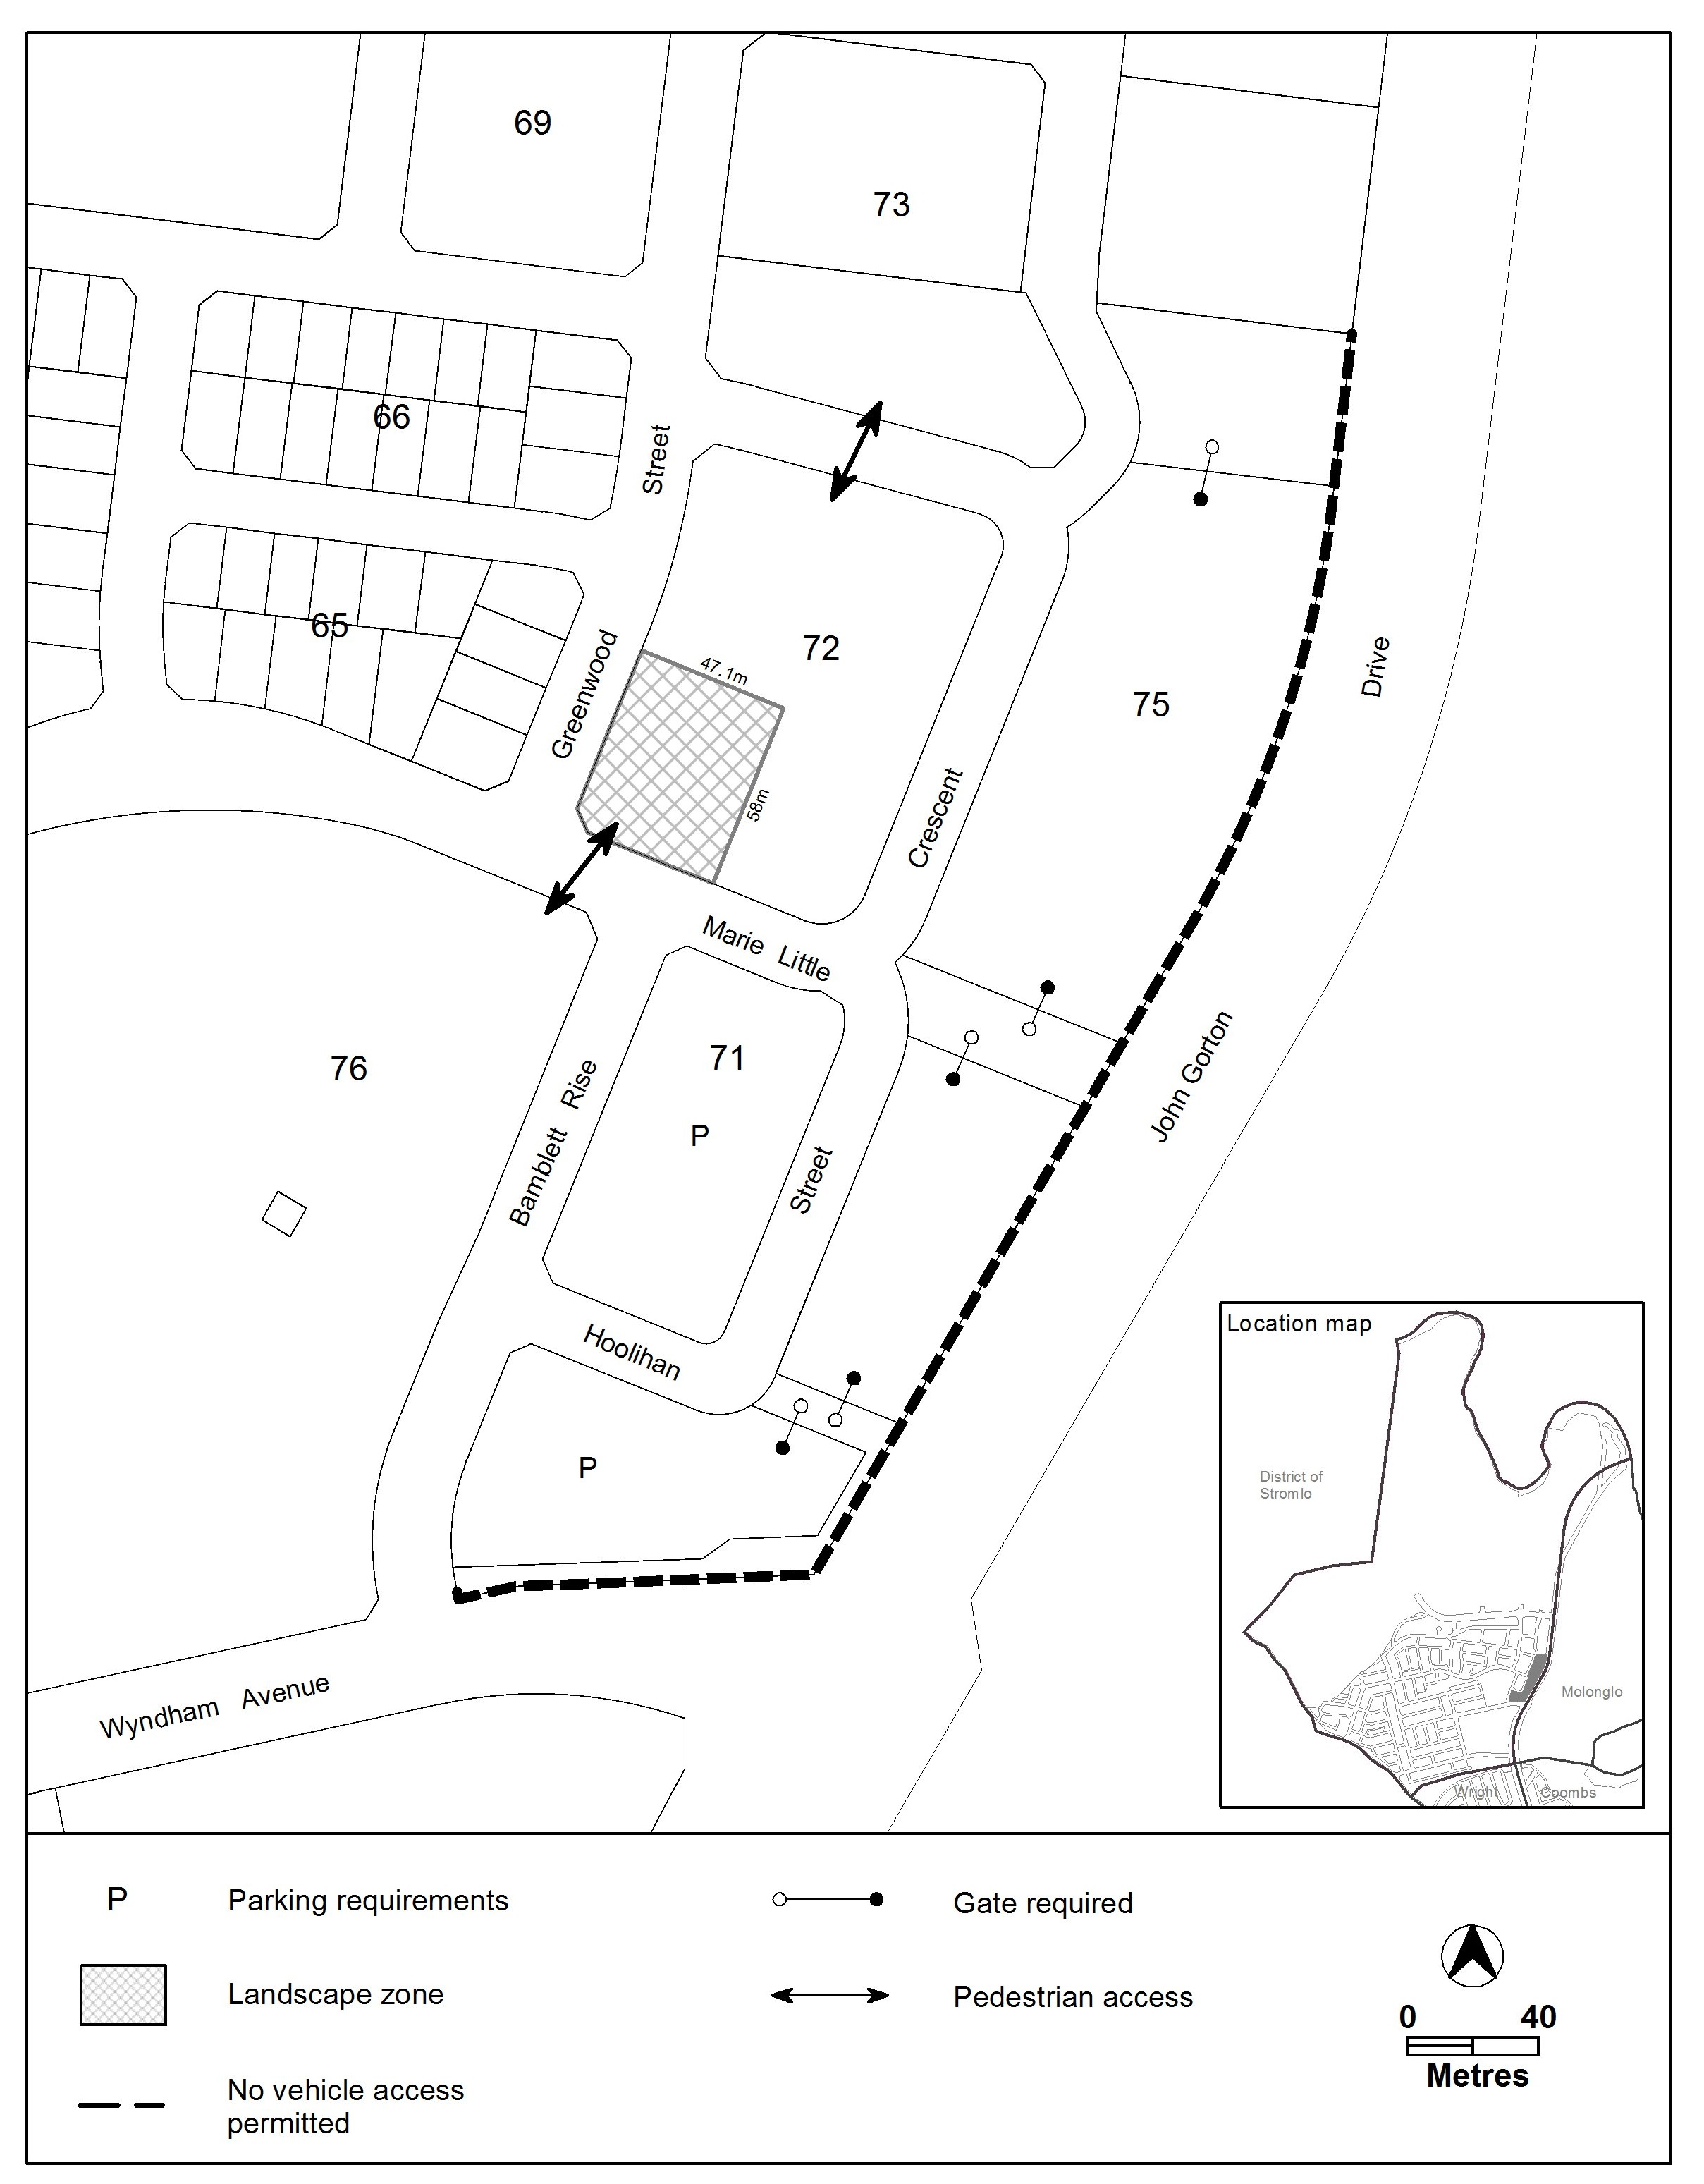 69
73
66
Street
65
Greenwood
47.1m
72
58m
75
Drive
Crescent
Marie Little
71
76
P
Bamblett Rise
Street
John Gorton
Hoolihan
P
Wyndham Avenue
Location map
District of
Stromlo
Molonglo
Wright
Coombs
P
Parking requirements
Gate required
Landscape zone
Pedestrian access
No vehicle access
permitted
0 40
Metres